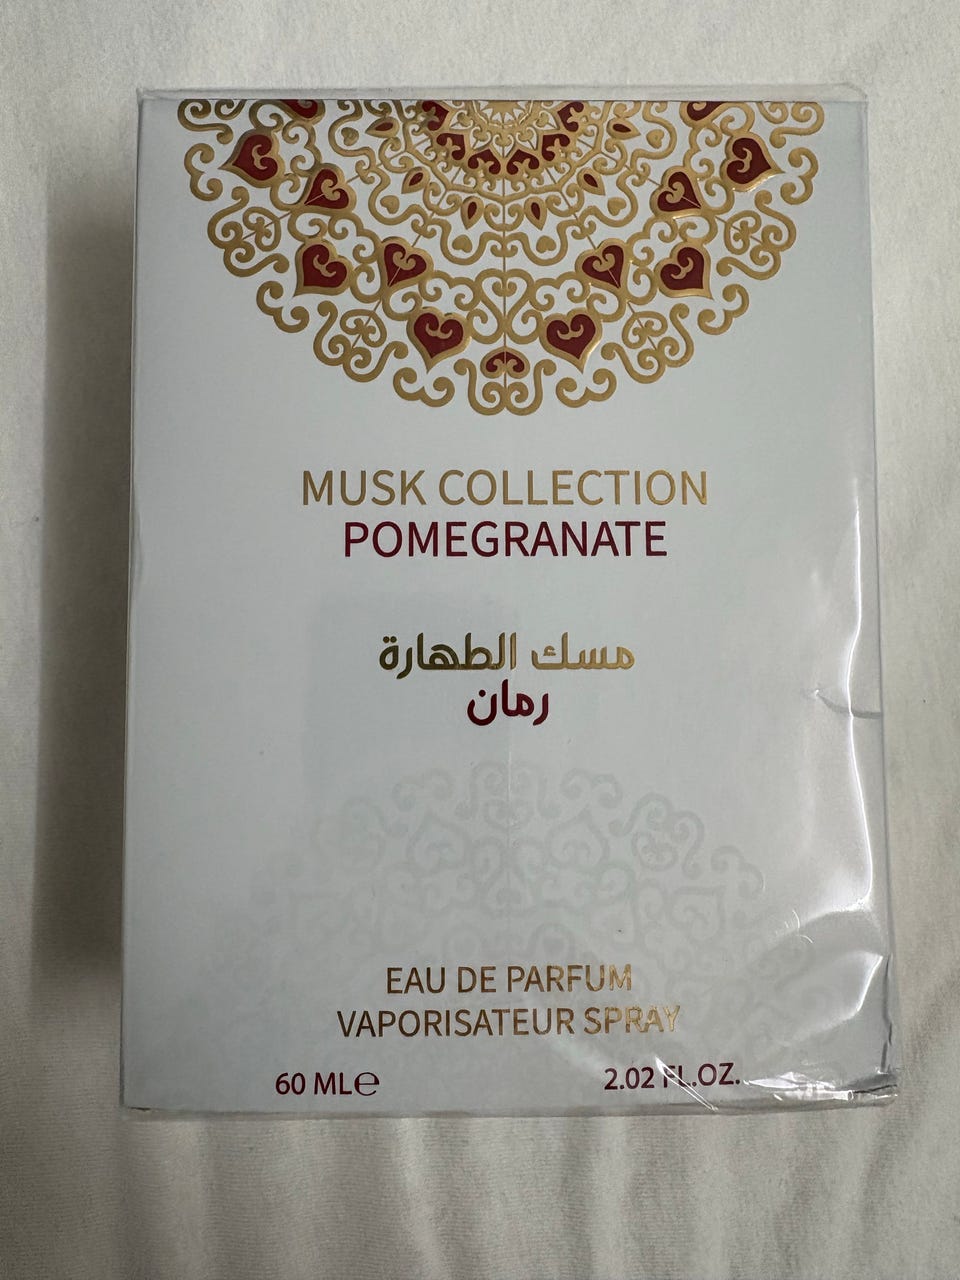 MUSK COLLECTION
POMEGRANATE
مسك الطهارة
رمان
EAU DE PARFUM
VAPORISATEUR SPRAY
60 ML℮
2.02 FL.OZ.